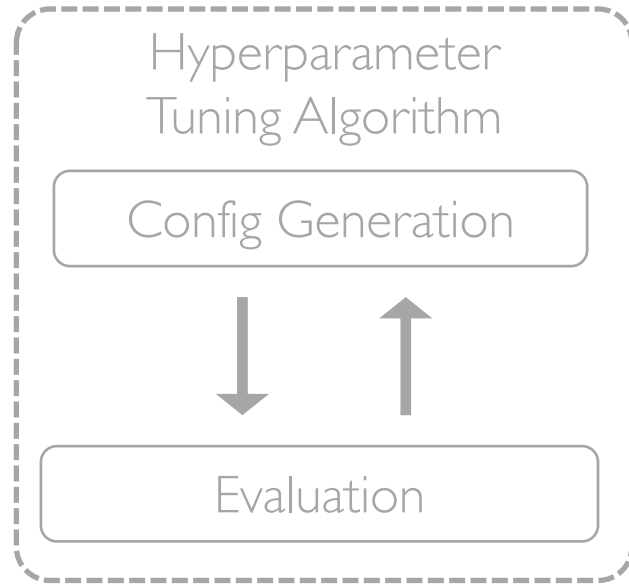 Hyperparameter
Tuning Algorithm
Config Generation
Evaluation